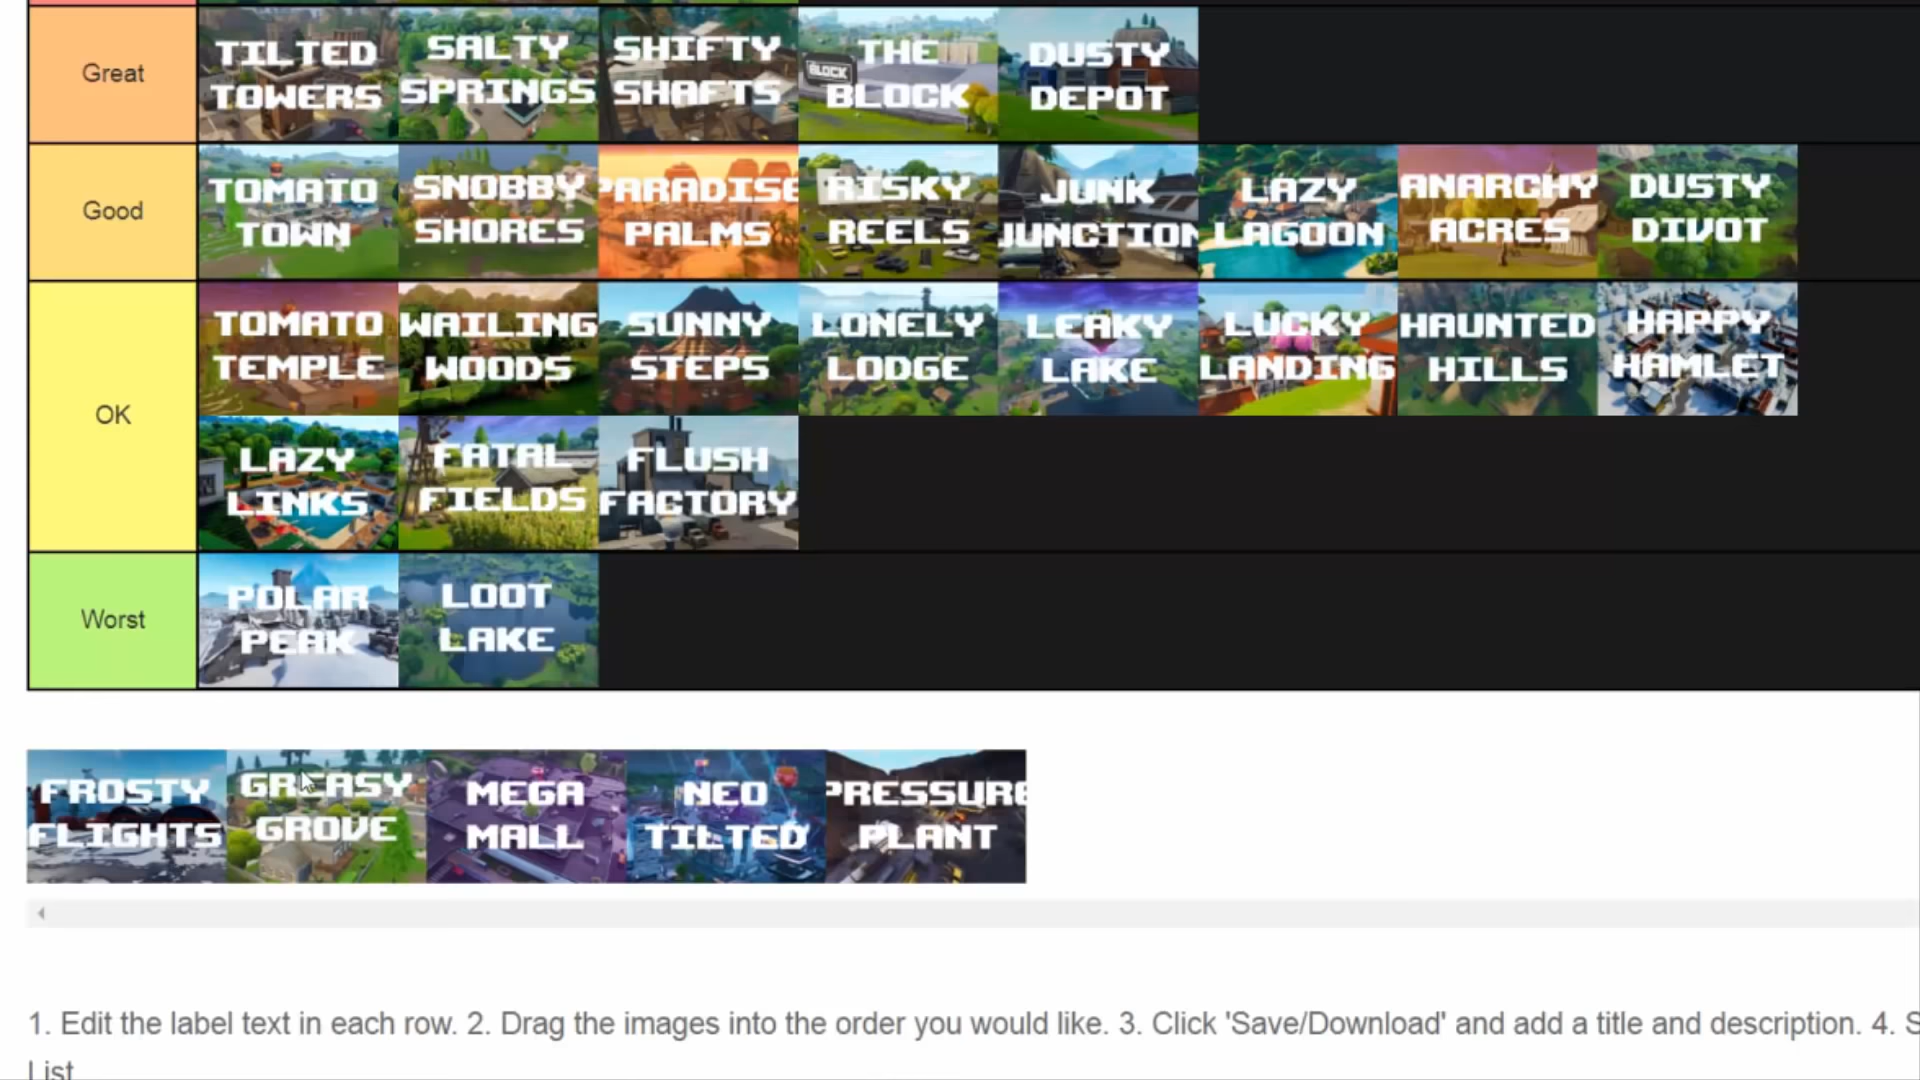 Great
TILTED
TOWERS
SALTY
SPRINGS
SHIFTY
SHAFTS
THE
BLOCK
BLOCK
DUSTY
DEPOT
Good
TOMATO
TOWN
SNOBBY
SHORES
PARADISE
PALMS
RISKY
REELS
JUNK
JUNCTION
LAZY
LAGOON
ANARCHY
ACRES
DUSTY
DIVOT
OK
TOMATO
TEMPLE
WAILING
WOODS
SUNNY
STEPS
LONELY
LODGE
LEAKY
LAKE
LUCKY
LANDING
HAUNTED
HILLS
HAPPY
HAMLET
LAZY
LINKS
FATAL
FIELDS
FLUSH
FACTORY
Worst
POLAR
PEAK
LOOT
LAKE
FROSTY
FLIGHTS
GREASY
GROVE
MEGA
MALL
NEO
TILTED
PRESSURE
PLANT
1. Edit the label text in each row. 2. Drag the images into the order you would like. 3. Click 'Save/Download' and add a title and description. 4. S
List